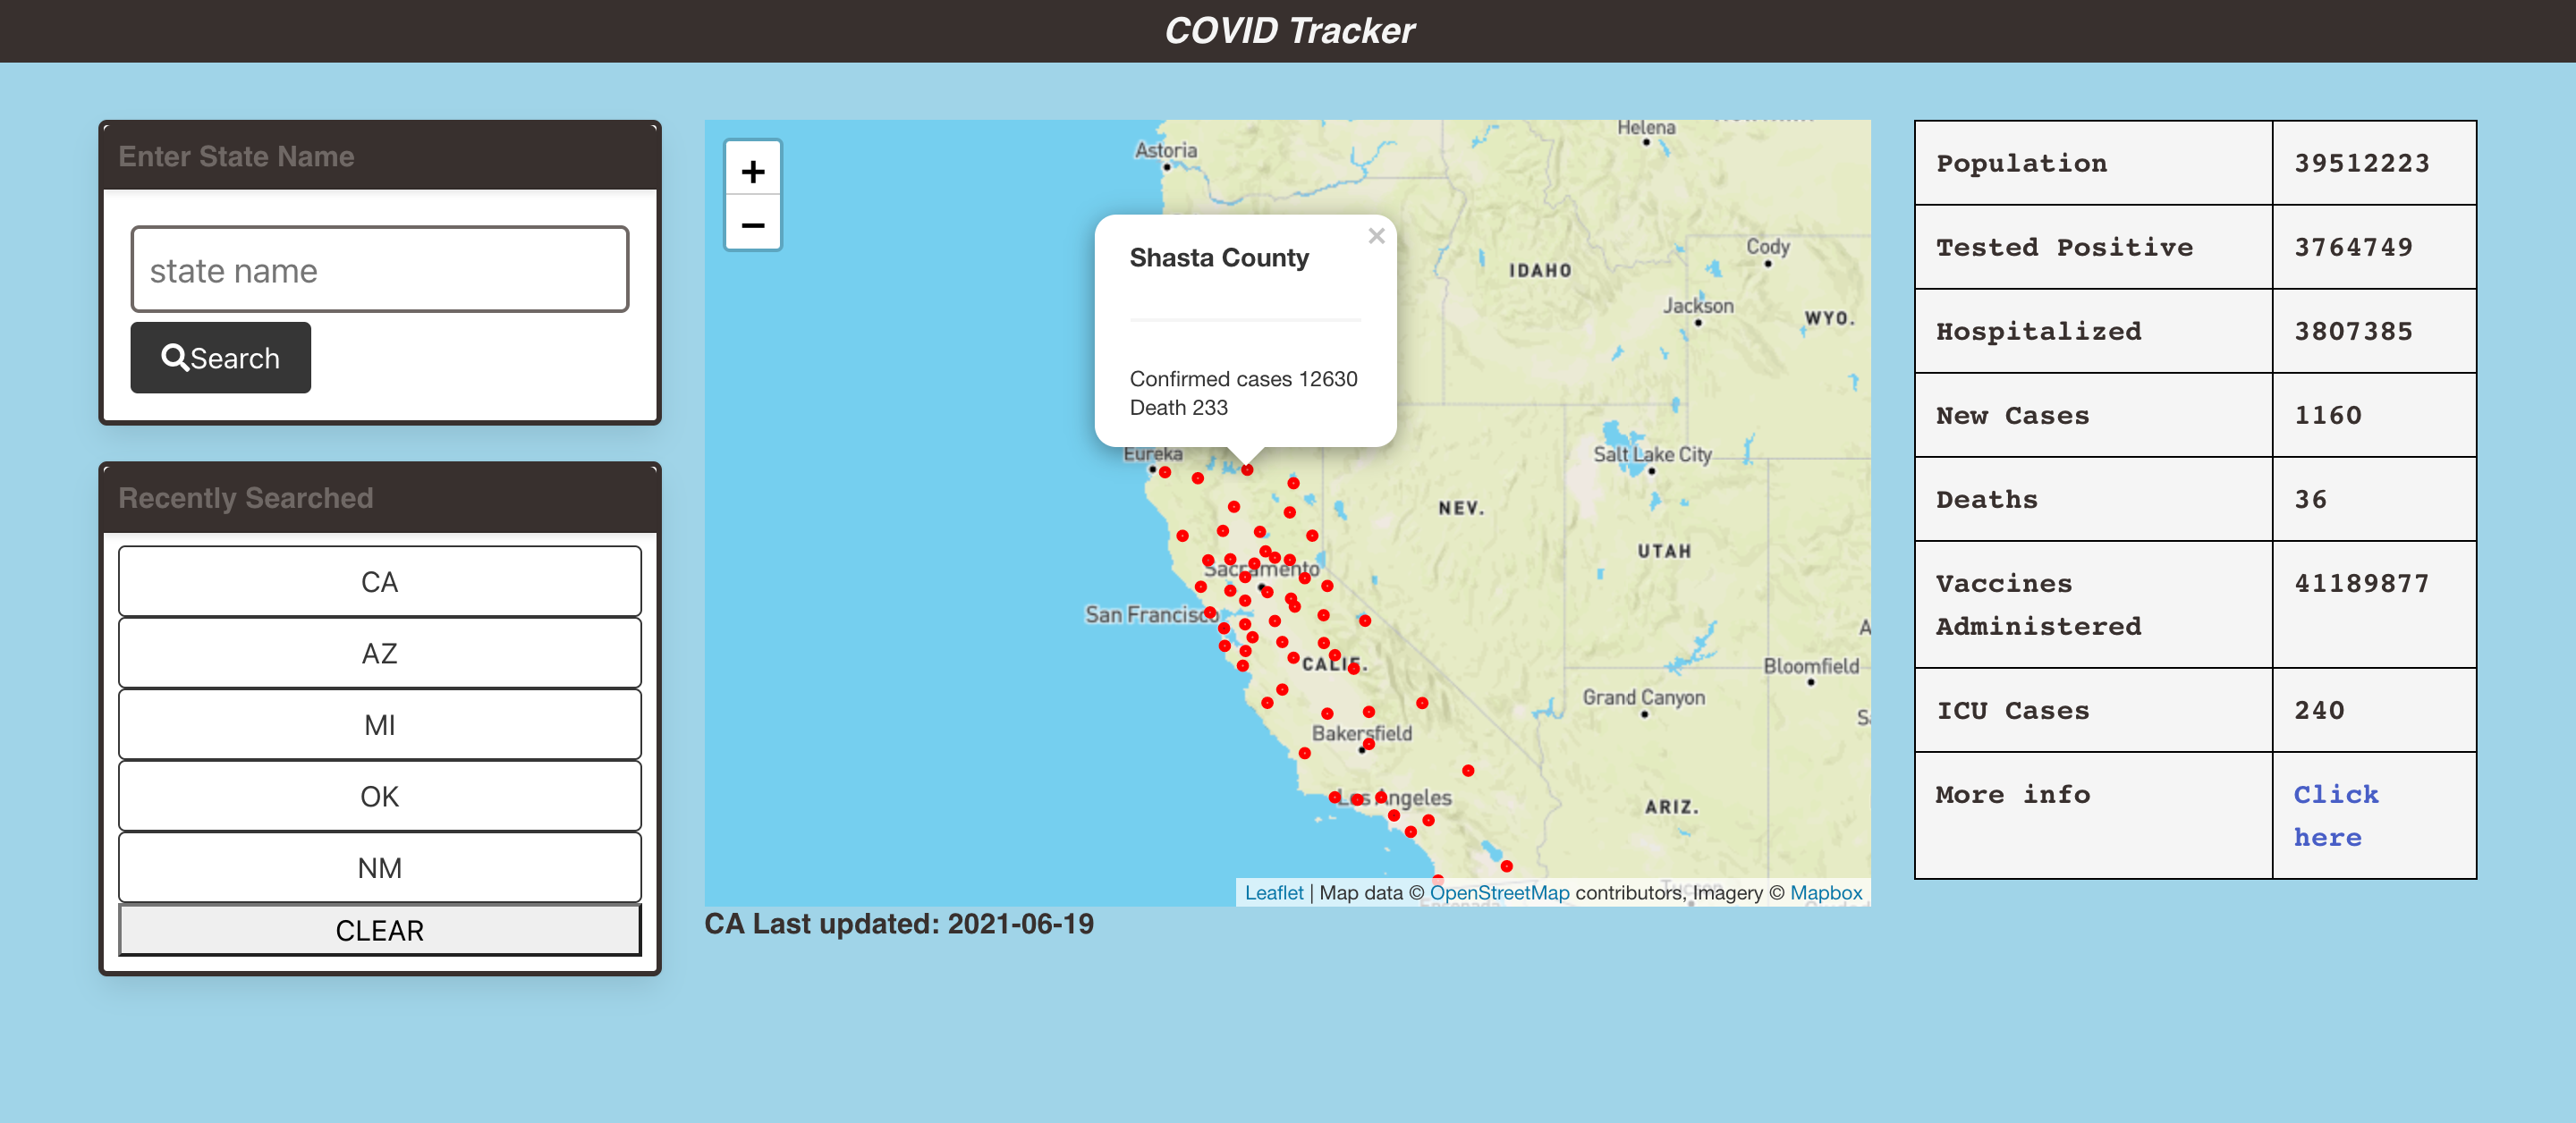 COVID Tracker
Enter State Name
state name
Search
Recently Searched
CA
AZ
MI
OK
NM
CLEAR
+
−
Shasta County
×
Confirmed cases 12630
Death 233
Astoria
Helena
Cody
IDAHO
Jackson
WYO.
Eureka
Salt Lake City
NEV.
UTAH
Sacramento
San Francisco
CALIF.
Bloomfield
Grand Canyon
Bakersfield
Los Angeles
ARIZ.
Tucson
Ensenada
Leaflet | Map data © OpenStreetMap contributors, Imagery © Mapbox
CA Last updated: 2021-06-19
Population 39512223
Tested Positive 3764749
Hospitalized 3807385
New Cases 1160
Deaths 36
Vaccines 41189877
Administered
ICU Cases 240
More info Click
here